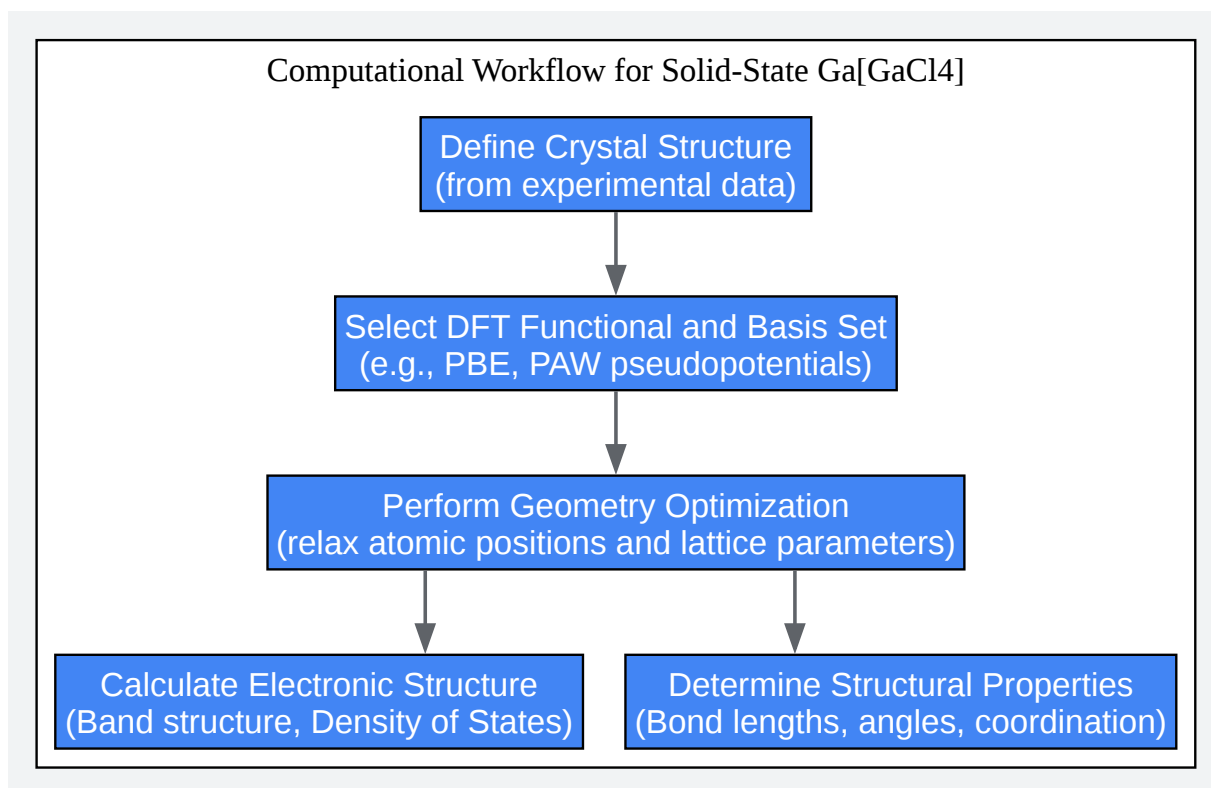 Computational Workflow for Solid-State Ga[GaCl4]
Define Crystal Structure
(from experimental data)
Select DFT Functional and Basis Set
(e.g., PBE, PAW pseudopotentials)
Perform Geometry Optimization
(relax atomic positions and lattice parameters)
Calculate Electronic Structure
(Band structure, Density of States)
Determine Structural Properties
(Bond lengths, angles, coordination)